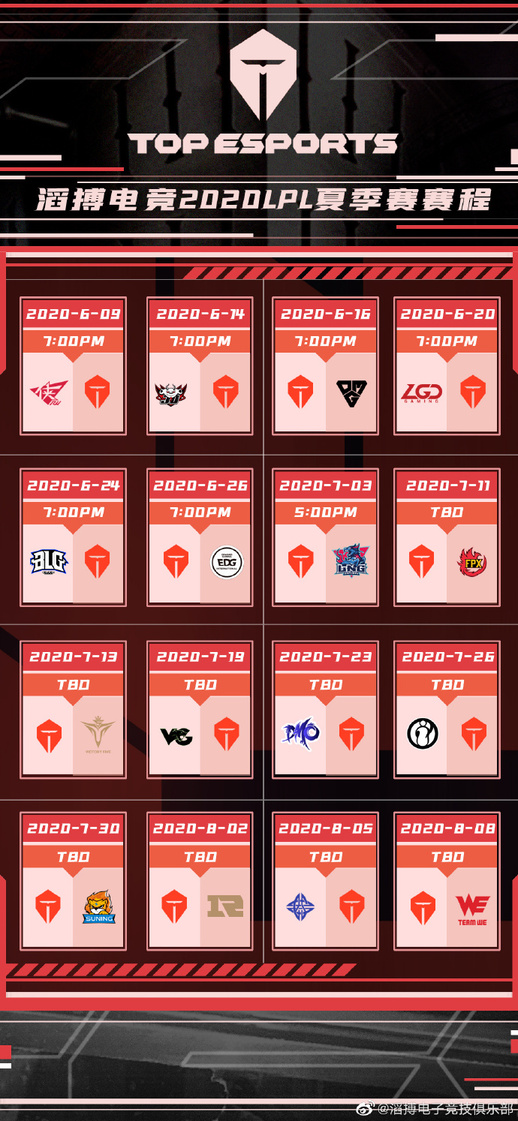 TOP ESPORTS
滔搏电竞2020LPL夏季赛赛程
2020-6-09
7:00PM
2020-6-14
7:00PM
2020-6-16
7:00PM
2020-6-20
7:00PM
LGD
GAMING
2020-6-24
7:00PM
BLG
2020-6-26
7:00PM
EDG
2020-7-03
5:00PM
LNG
2020-7-11
TBD
FPX
2020-7-13
TBD
2020-7-19
TBD
VG
2020-7-23
TBD
DMO
2020-7-26
TBD
2020-7-30
TBD
SUNING
2020-8-02
TBD
2020-8-05
TBD
2020-8-08
TBD
WE
TEAM WE
@滔搏电子竞技俱乐部